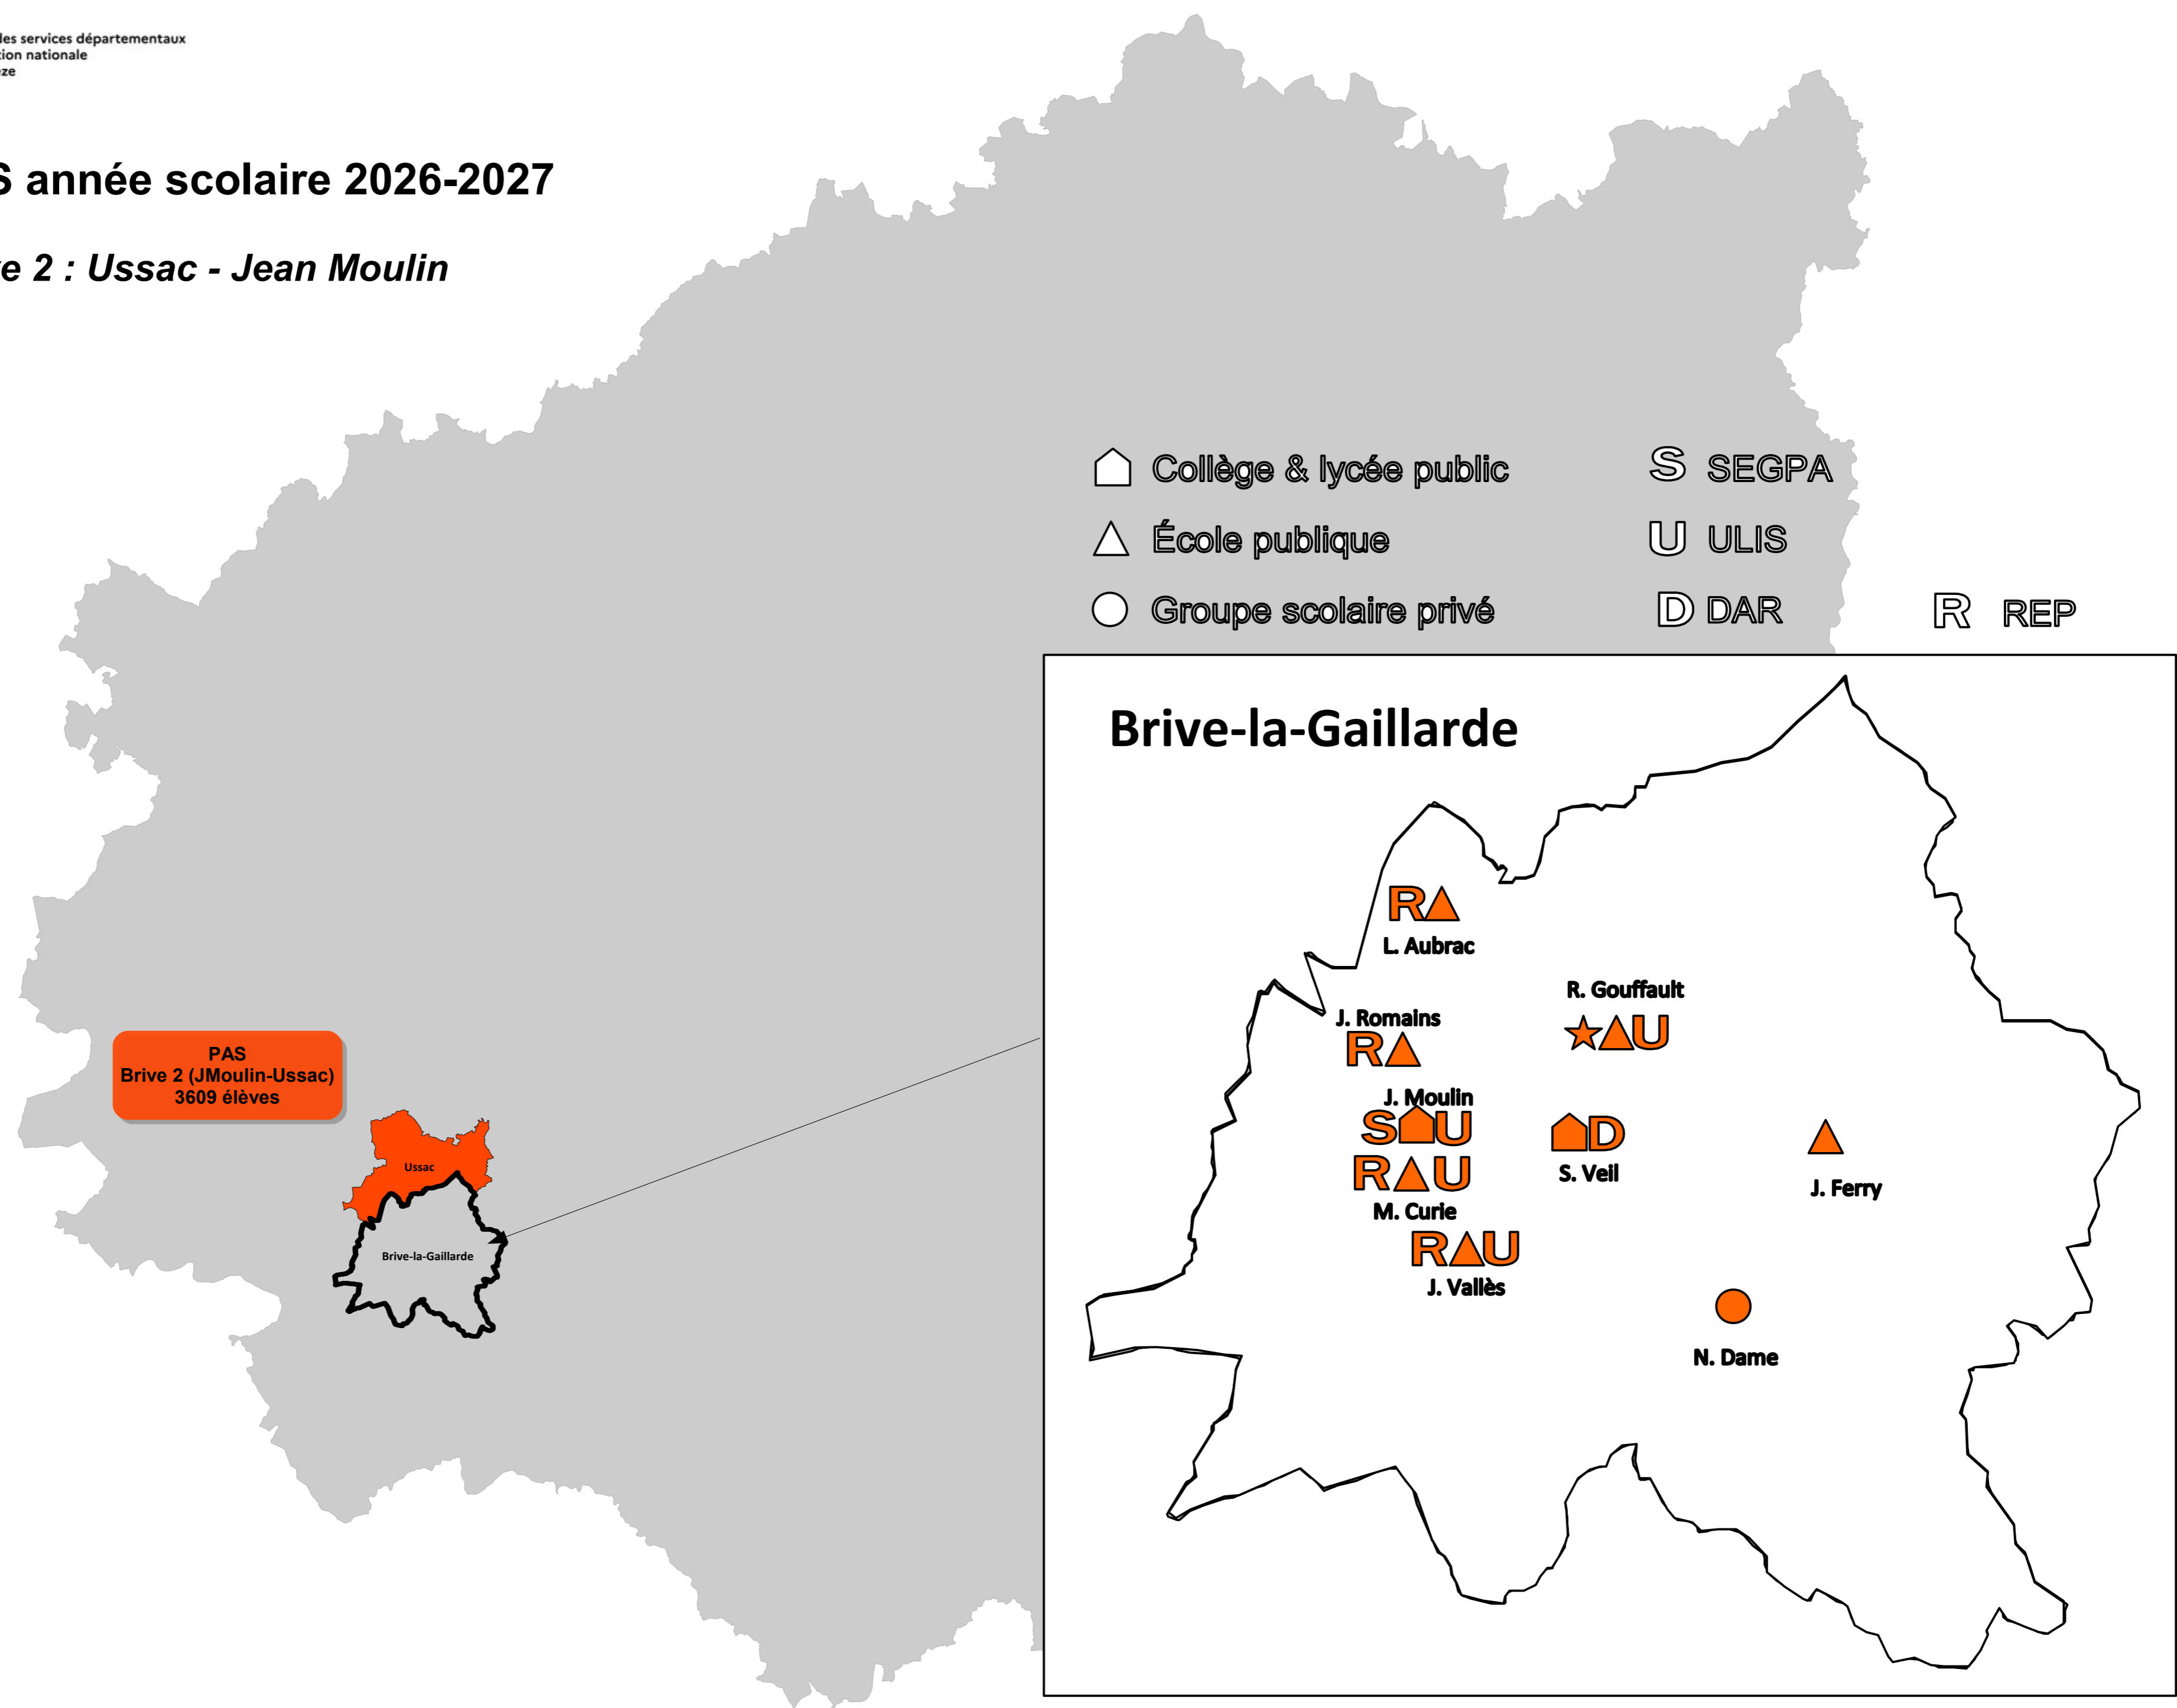 les services départementaux
tion nationale
èze
S année scolaire 2026-2027
e 2 : Ussac - Jean Moulin
Collège & lycée public
S SEGPA
École publique
U ULIS
Groupe scolaire privé
D DAR
R REP
Brive-la-Gaillarde
R
L. Aubrac
R. Gouffault
U
J. Romains
R
J. Moulin
S U
R U
M. Curie
D
S. Veil
J. Ferry
R U
J. Vallès
N. Dame
PAS
Brive 2 (JMoulin-Ussac)
3609 élèves
Ussac
Brive-la-Gaillarde